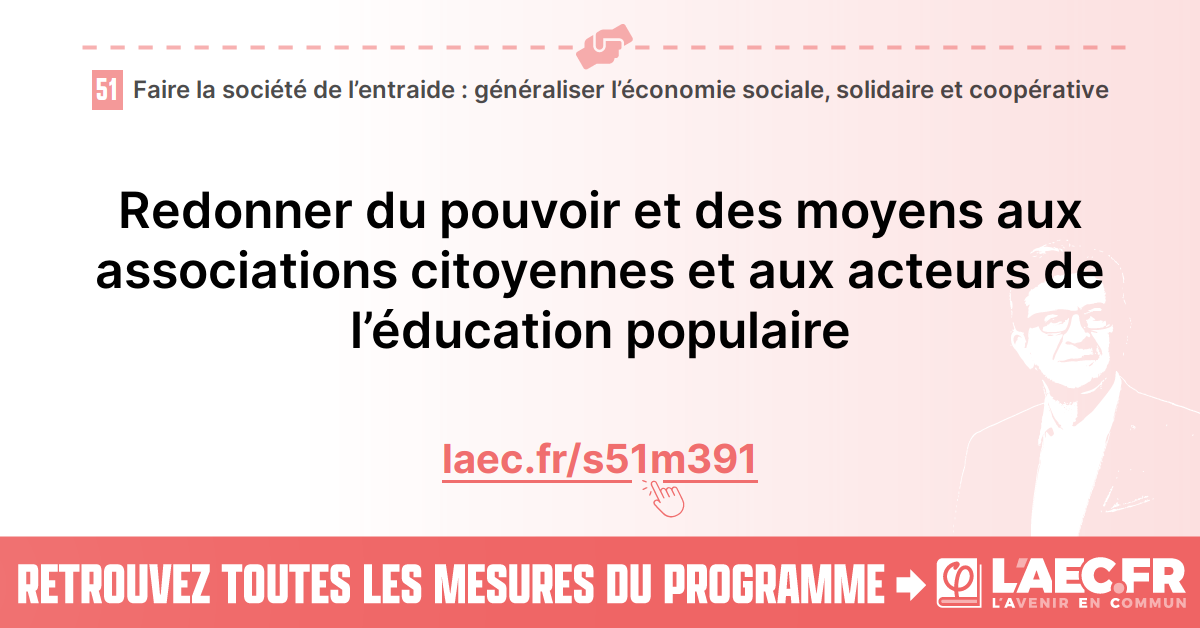 51 Faire la société de l’entraide : généraliser l’économie sociale, solidaire et coopérative
Redonner du pouvoir et des moyens aux
associations citoyennes et aux acteurs de
l’éducation populaire
laec.fr/s51m391
RETROUVEZ TOUTES LES MESURES DU PROGRAMME
φ
L'AEC.FR
L'AVENIR EN COMMUN